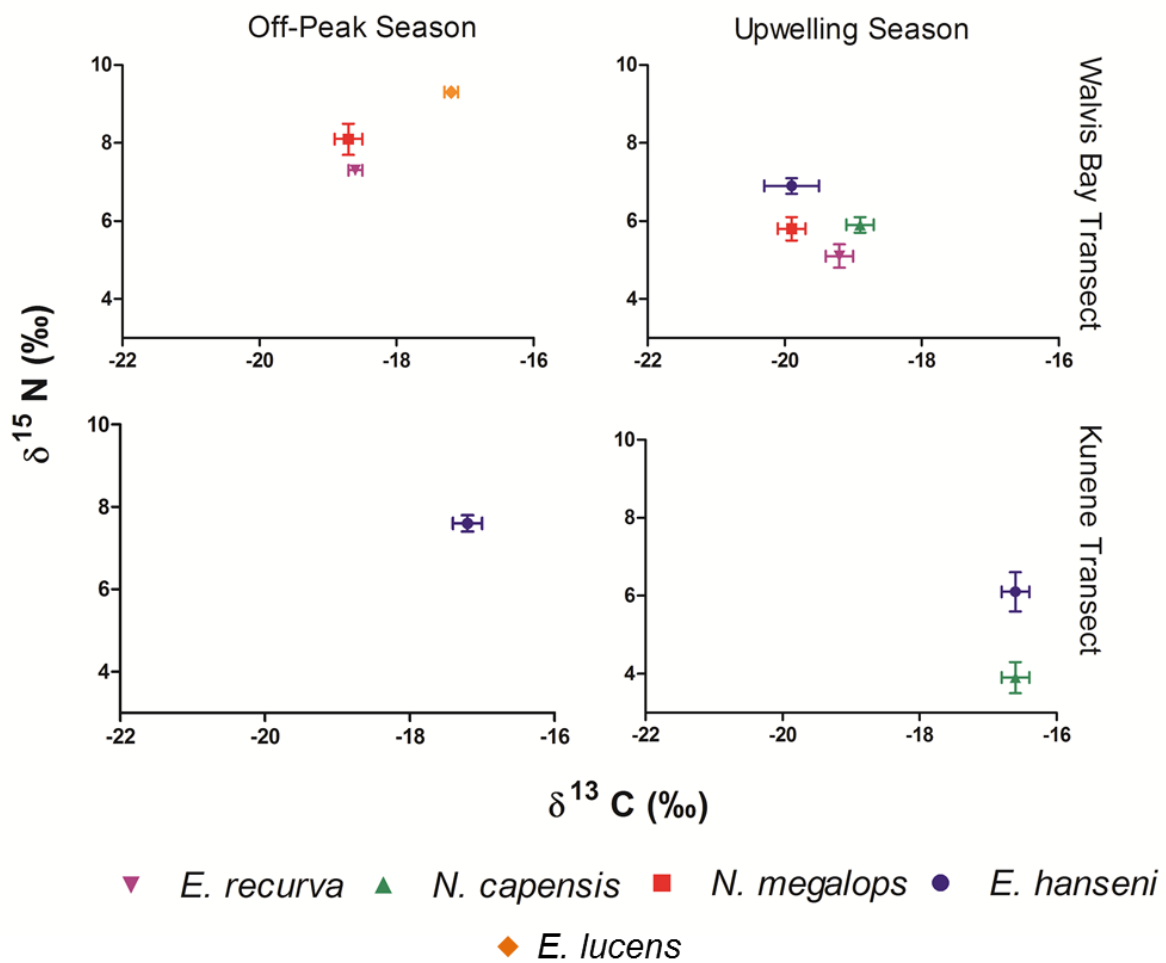 Off-Peak Season
Upwelling Season
10
8
6
4
-22 -20 -18 -16
10
8
6
4
-22 -20 -18 -16
Walvis Bay Transect
δ 15 N (‰)
10
8
6
4
-22 -20 -18 -16
10
8
6
4
-22 -20 -18 -16
Kunene Transect
δ 13 C (‰)
E. recurva N. capensis N. megalops E. hanseni
E. lucens